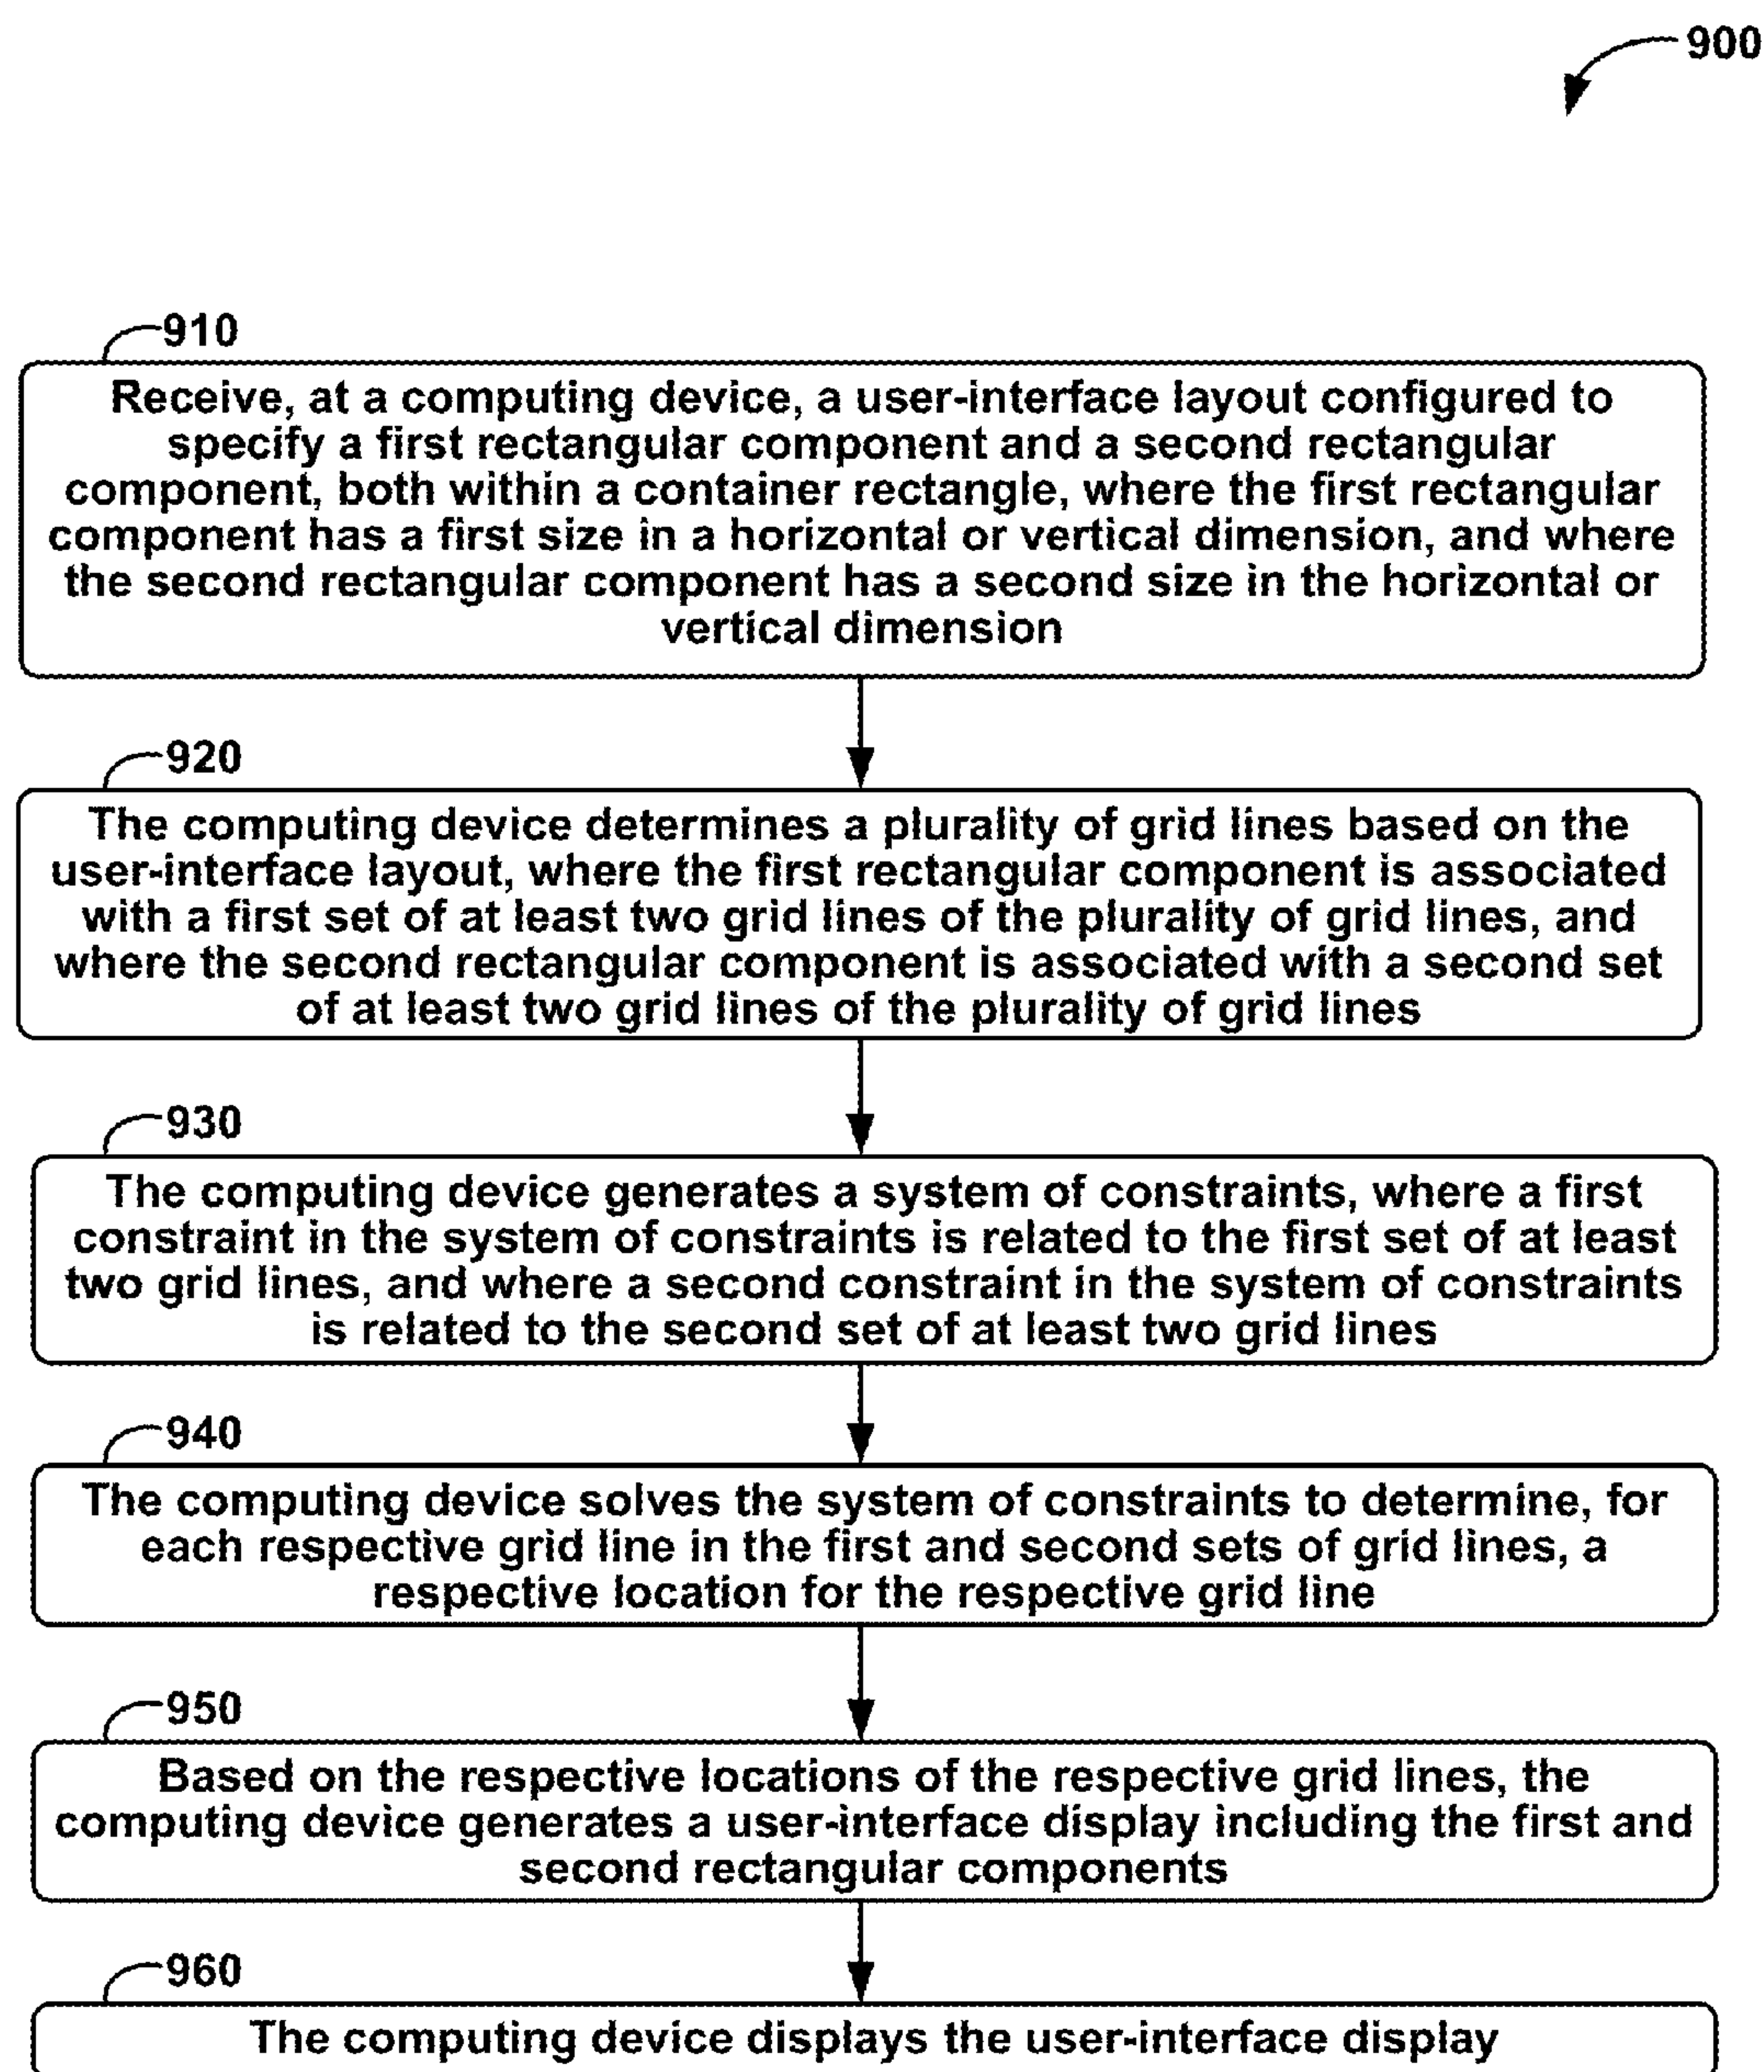 900
910
Receive, at a computing device, a user-interface layout configured to
specify a first rectangular component and a second rectangular
component, both within a container rectangle, where the first rectangular
component has a first size in a horizontal or vertical dimension, and where
the second rectangular component has a second size in the horizontal or
vertical dimension
920
The computing device determines a plurality of grid lines based on the
user-interface layout, where the first rectangular component is associated
with a first set of at least two grid lines of the plurality of grid lines, and
where the second rectangular component is associated with a second set
of at least two grid lines of the plurality of grid lines
930
The computing device generates a system of constraints, where a first
constraint in the system of constraints is related to the first set of at least
two grid lines, and where a second constraint in the system of constraints
is related to the second set of at least two grid lines
940
The computing device solves the system of constraints to determine, for
each respective grid line in the first and second sets of grid lines, a
respective location for the respective grid line
950
Based on the respective locations of the respective grid lines, the
computing device generates a user-interface display including the first and
second rectangular components
960
The computing device displays the user-interface display